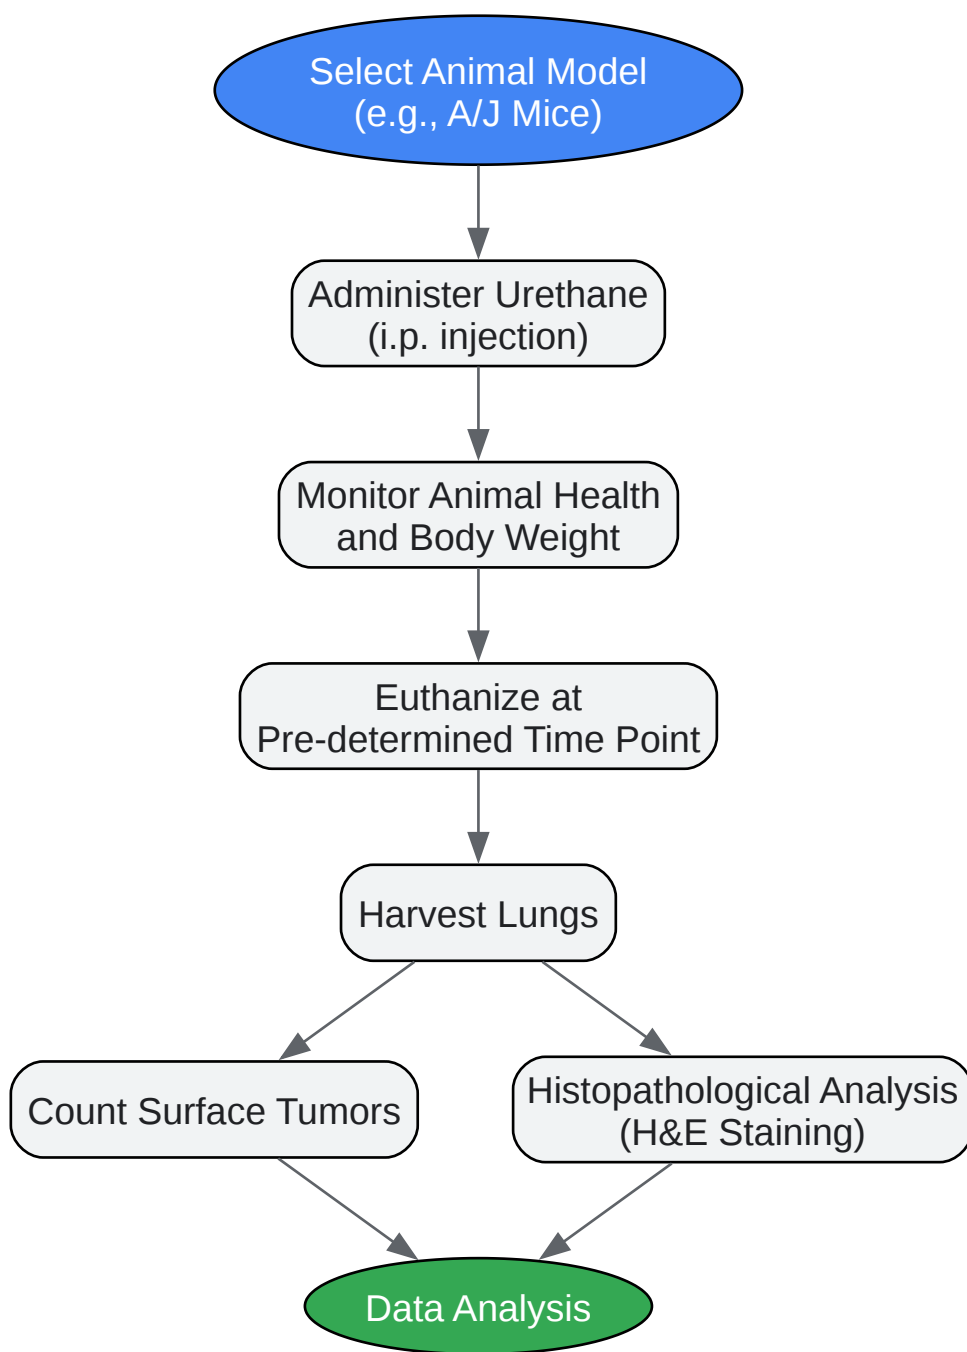 Select Animal Model
(e.g., A/J Mice)
Administer Urethane
(i.p. injection)
Monitor Animal Health
and Body Weight
Euthanize at
Pre-determined Time Point
Harvest Lungs
Count Surface Tumors
Histopathological Analysis
(H&E Staining)
Data Analysis